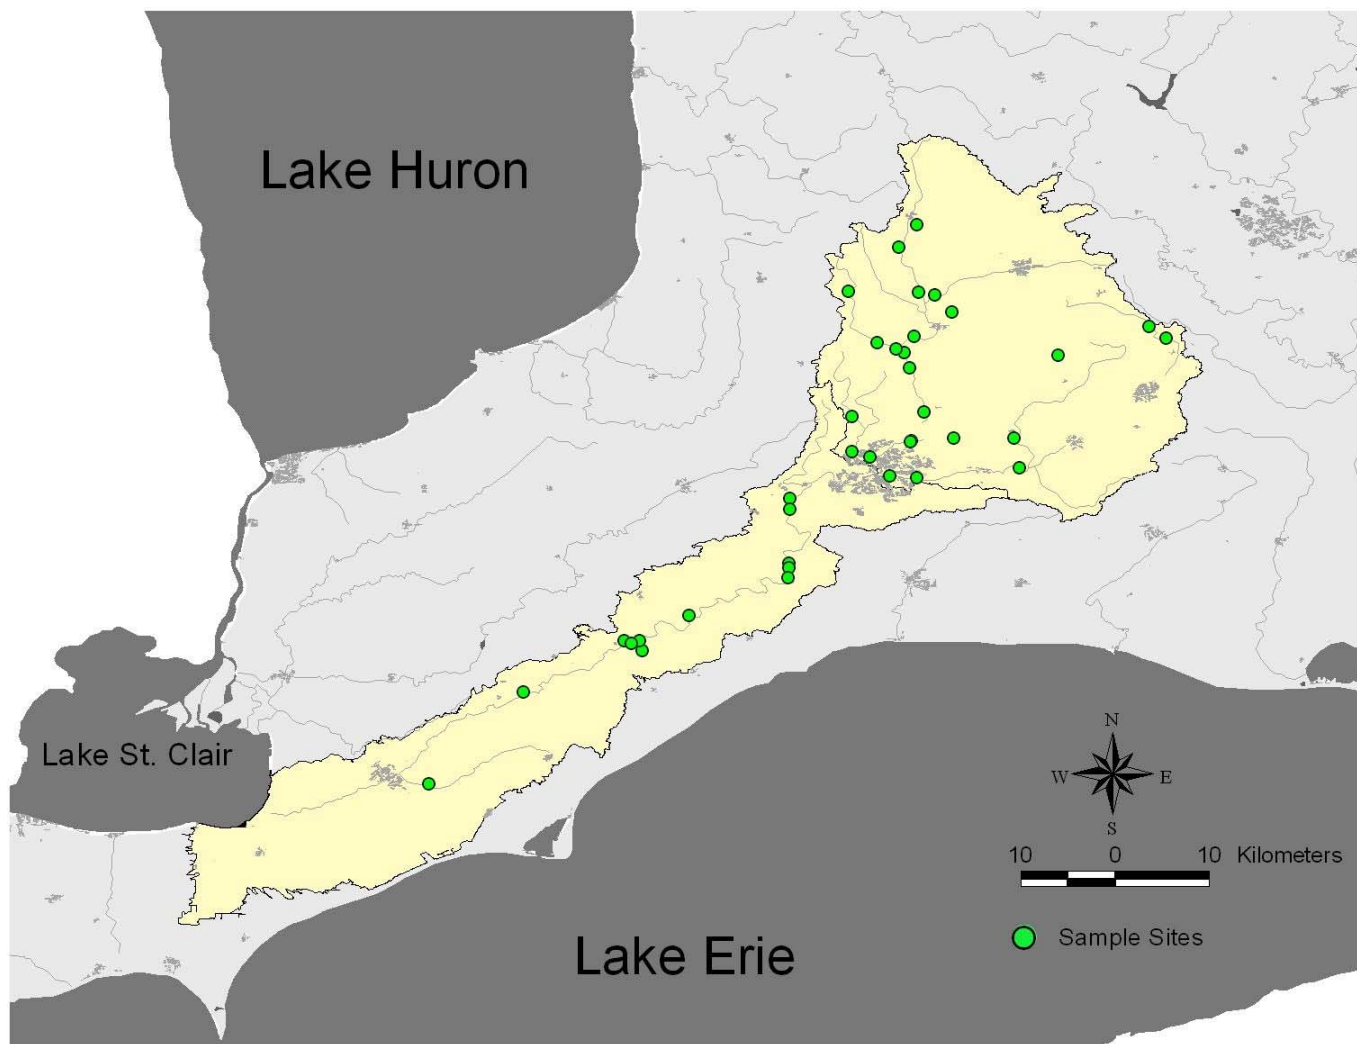 Lake Huron
Lake St. Clair
N
W E
S
10 0 10 Kilometers
Sample Sites
Lake Erie